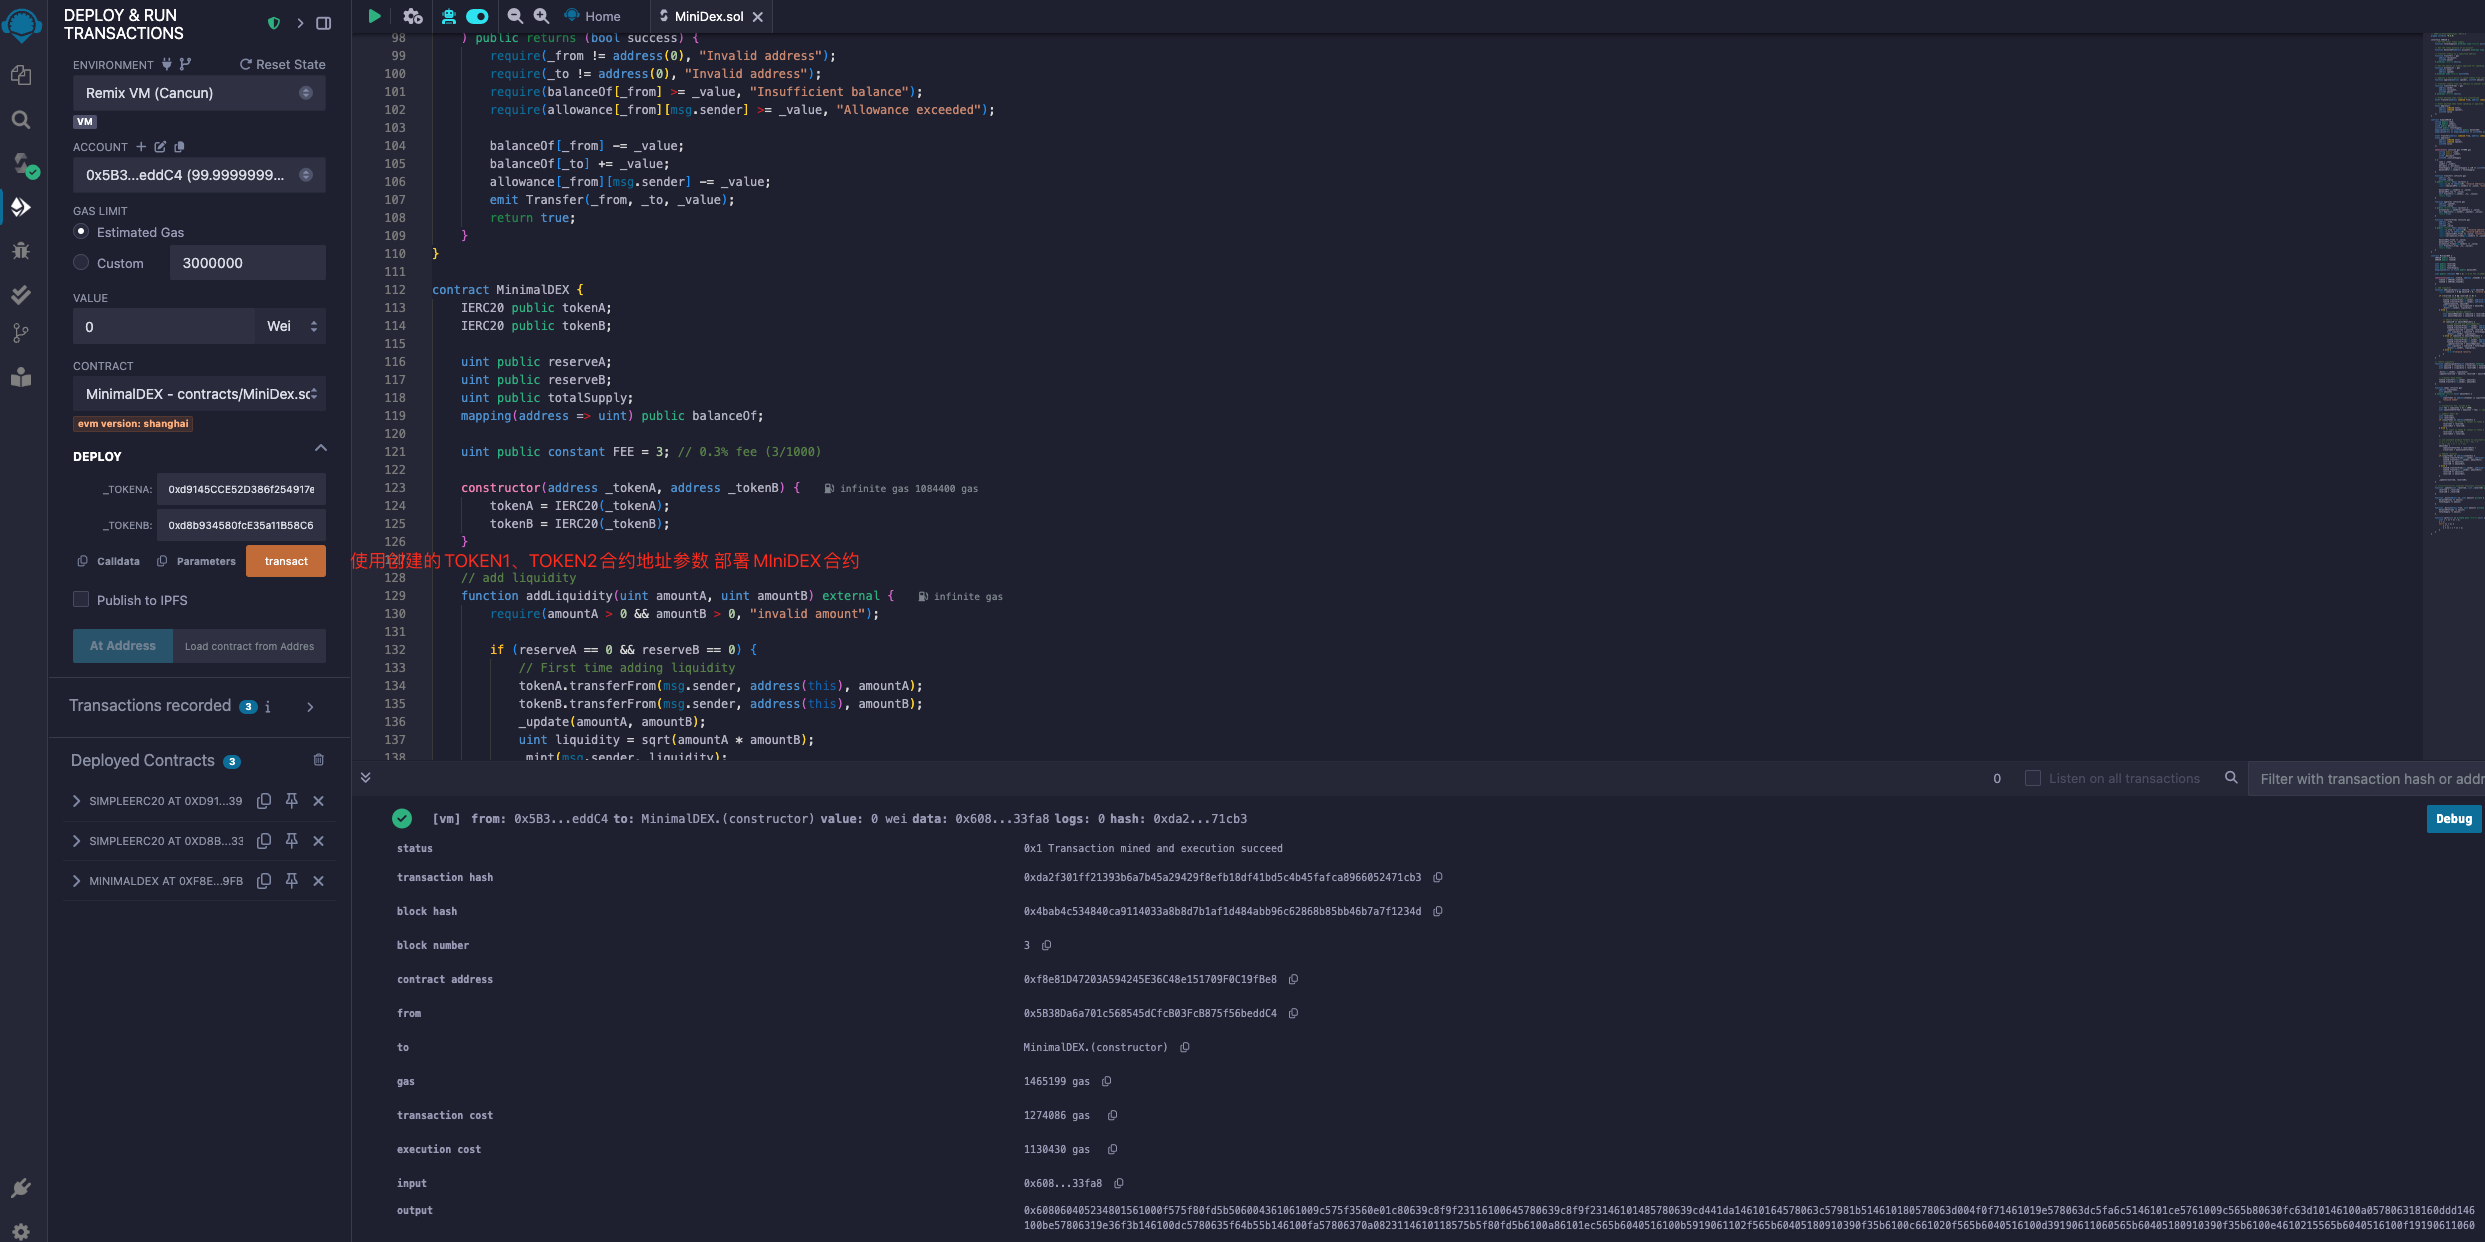 DEPLOY & RUN
TRANSACTIONS
ENVIRONMENT
Reset State
Remix VM (Cancun)
VM
ACCOUNT
0x5B3...eddC4 (99.9999999...
GAS LIMIT
Estimated Gas
Custom
3000000
VALUE
0
Wei
CONTRACT
MinimalDEX - contracts/MiniDex.sc
evm version: shanghai
DEPLOY
_TOKENA:
0xd9145CCE52D386f254917e
_TOKENB:
0xd8b934580fcE35a11B58C6
Calldata
Parameters
transact
Publish to IPFS
At Address
Load contract from Addres
Transactions recorded 3 i
Deployed Contracts 3
SIMPLEERC20 AT 0XD91...39
SIMPLEERC20 AT 0XD8B...33
MINIMALDEX AT 0XF8E...9FB
Home
MiniDex.sol
98 ) public returns (bool success) {
99 require(_from != address(0), "Invalid address");
100 require(_to != address(0), "Invalid address");
101 require(balanceOf[_from] >= _value, "Insufficient balance");
102 require(allowance[_from][msg.sender] >= _value, "Allowance exceeded");
103
104 balanceOf[_from] -= _value;
105 balanceOf[_to] += _value;
106 allowance[_from][msg.sender] -= _value;
107 emit Transfer(_from, _to, _value);
108 return true;
109 }
110 }
111
112 contract MinimalDEX {
113 IERC20 public tokenA;
114 IERC20 public tokenB;
115
116 uint public reserveA;
117 uint public reserveB;
118 uint public totalSupply;
119 mapping(address => uint) public balanceOf;
120
121 uint public constant FEE = 3; // 0.3% fee (3/1000)
122
123 constructor(address _tokenA, address _tokenB) { infinite gas 1084400 gas
124 tokenA = IERC20(_tokenA);
125 tokenB = IERC20(_tokenB);
126 }
使用创建的TOKEN1、TOKEN2合约地址参数 部署MIniDEX合约
128 // add liquidity
129 function addLiquidity(uint amountA, uint amountB) external { infinite gas
130 require(amountA > 0 && amountB > 0, "invalid amount");
131
132 if (reserveA == 0 && reserveB == 0) {
133 // First time adding liquidity
134 tokenA.transferFrom(msg.sender, address(this), amountA);
135 tokenB.transferFrom(msg.sender, address(this), amountB);
136 _update(amountA, amountB);
137 uint liquidity = sqrt(amountA * amountB);
138 _mint(msg.sender, liquidity);
0
Listen on all transactions
Filter with transaction hash or addr
[vm] from: 0x5B3...eddC4 to: MinimalDEX.(constructor) value: 0 wei data: 0x608...33fa8 logs: 0 hash: 0xda2...71cb3
Debug
status 0x1 Transaction mined and execution succeed
transaction hash 0xda2f301ff21393b6a7b45a29429f8efb18df41bd5c4b45fafca8966052471cb3
block hash 0x4bab4c534840ca9114033a8b8d7b1af1d484abb96c62868b85bb46b7a7f1234d
block number 3
contract address 0xf8e81D47203A594245E36C48e151709F0C19fBe8
from 0x5B38Da6a701c568545dCfcB03FcB875f56beddC4
to MinimalDEX.(constructor)
gas 1465199 gas
transaction cost 1274086 gas
execution cost 1130430 gas
input 0x608...33fa8
output